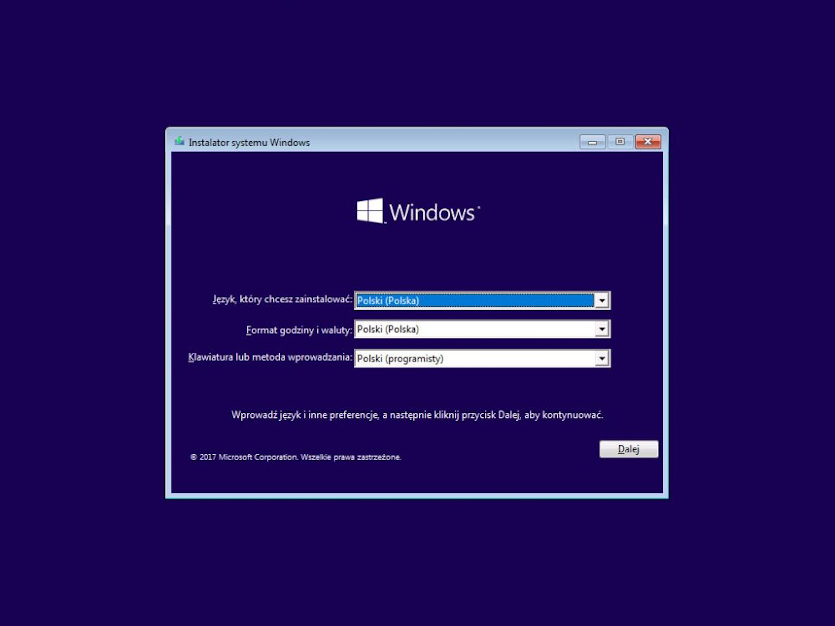 Instalator systemu Windows
Windows
Język, który chcesz zainstalować: Polski (Polska)
Format godziny i waluty: Polski (Polska)
Klawiatura lub metoda wprowadzania: Polski (programisty)
Wprowadź język i inne preferencje, a następnie kliknij przycisk Dalej, aby kontynuować.
Dalej
© 2017 Microsoft Corporation. Wszelkie prawa zastrzeżone.